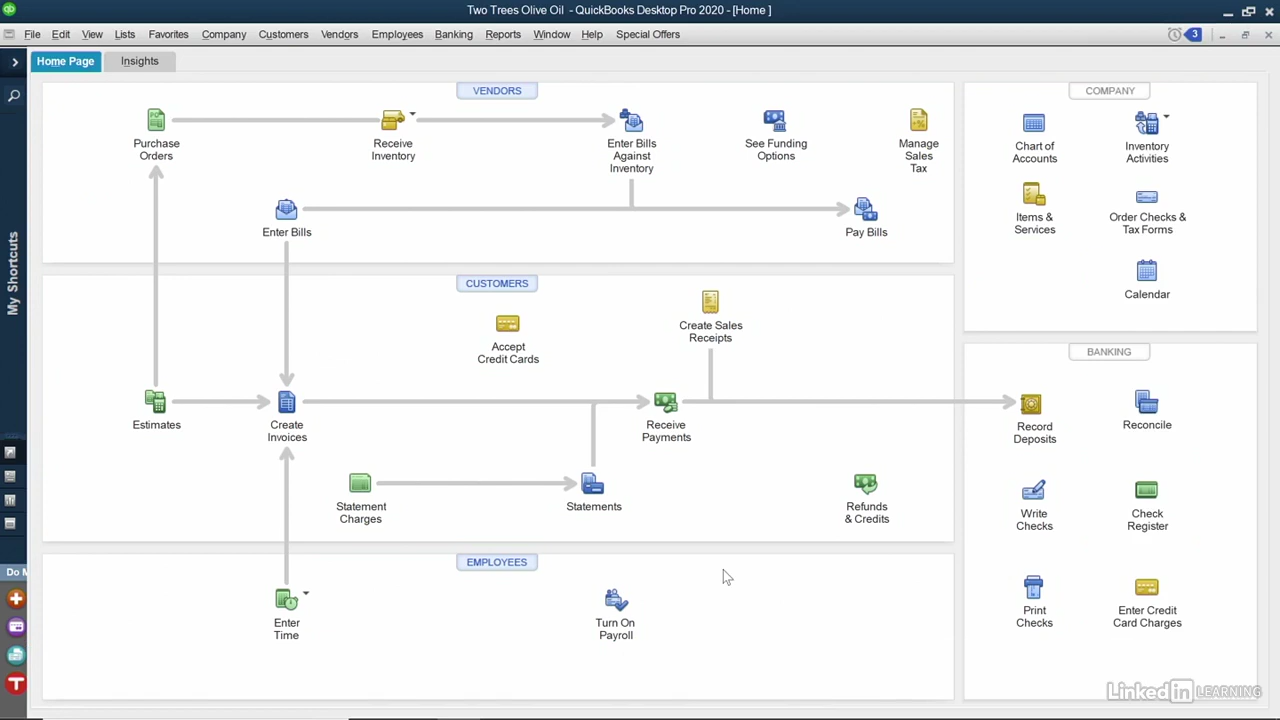 Two Trees Olive Oil - QuickBooks Desktop Pro 2020 - [Home ]
File Edit View Lists Favorites Company Customers Vendors Employees Banking Reports Window Help Special Offers
3
Home Page
Insights
My Shortcuts
Do M
VENDORS
Purchase
Orders
Receive
Inventory
Enter Bills
Against
Inventory
See Funding
Options
Manage
Sales
Tax
Enter Bills
Pay Bills
CUSTOMERS
Accept
Credit Cards
Create Sales
Receipts
Estimates
Create
Invoices
Receive
Payments
Statement
Charges
Statements
Refunds
& Credits
EMPLOYEES
Enter
Time
Turn On
Payroll
COMPANY
Chart of
Accounts
Inventory
Activities
Items &
Services
Order Checks &
Tax Forms
Calendar
BANKING
Record
Deposits
Reconcile
Write
Checks
Check
Register
Print
Checks
Enter Credit
Card Charges
Linked in LEARNING